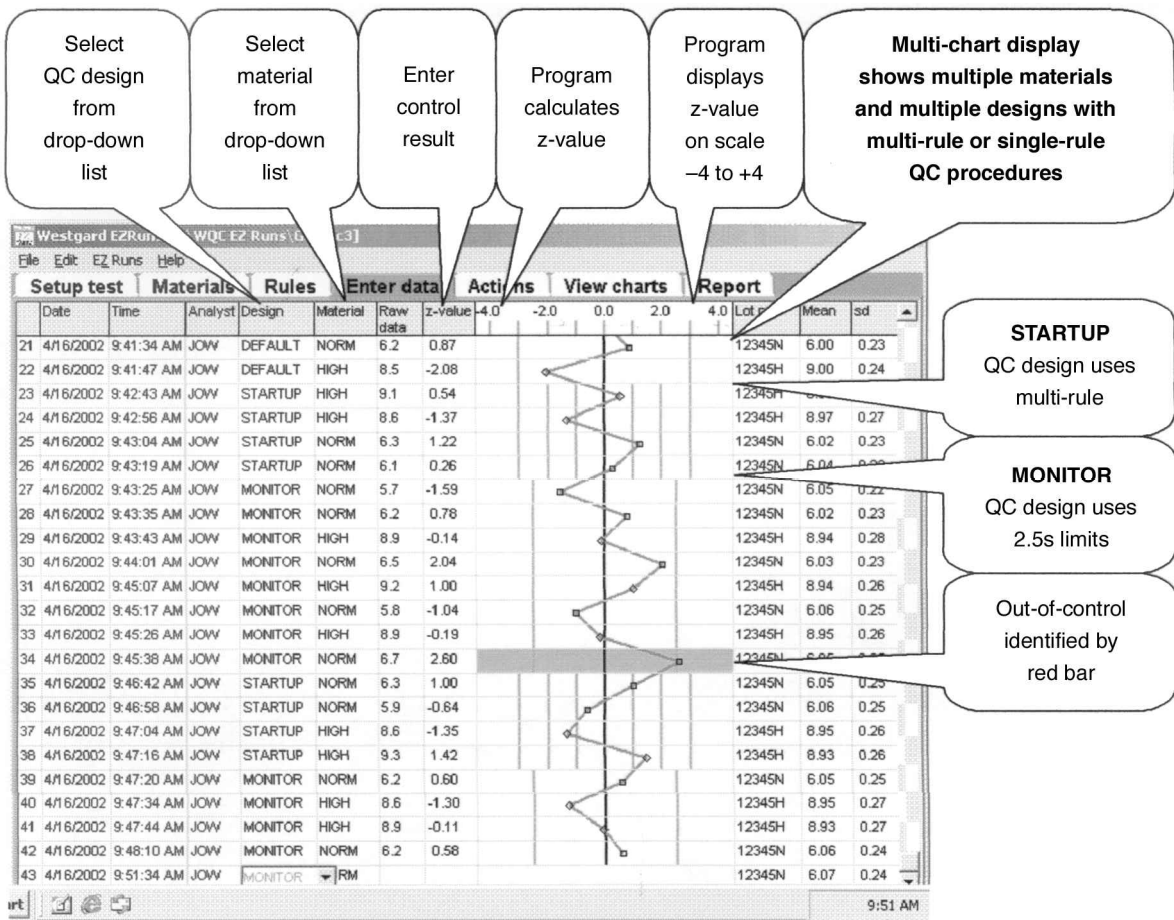 Select
QC design
from
drop-down
list
Select
material
from
drop-down
list
Enter
control
result
Program
calculates
z-value
Program
displays
z-value
on scale
–4 to +4
Multi-chart display
shows multiple materials
and multiple designs with
multi-rule or single-rule
QC procedures
Westgard WQC EZ Runs\
File Edit EZ Runs Help
Setup test Materials Rules Enter data Actions View charts Report
Date Time Analyst Design Material Raw data z-value -4.0 -2.0 0.0 2.0 4.0 Lot Mean sd
21 4/16/2002 9:41:34 AM JOW DEFAULT NORM 6.2 0.87 12345N 6.00 0.23
22 4/16/2002 9:41:47 AM JOW DEFAULT HIGH 8.5 -2.08 12345H 9.00 0.24
23 4/16/2002 9:42:43 AM JOW STARTUP HIGH 9.1 0.54 12345H
24 4/16/2002 9:42:56 AM JOW STARTUP HIGH 8.6 -1.37 12345H 8.97 0.27
25 4/16/2002 9:43:04 AM JOW STARTUP NORM 6.3 1.22 12345N 6.02 0.23
26 4/16/2002 9:43:19 AM JOW STARTUP NORM 6.1 0.26 12345N 6.04
27 4/16/2002 9:43:25 AM JOW MONITOR NORM 5.7 -1.59 12345N 6.05 0.22
28 4/16/2002 9:43:35 AM JOW MONITOR NORM 6.2 0.78 12345N 6.02 0.23
29 4/16/2002 9:43:43 AM JOW MONITOR HIGH 8.9 -0.14 12345H 8.94 0.28
30 4/16/2002 9:44:01 AM JOW MONITOR NORM 6.5 2.04 12345N 6.03 0.23
31 4/16/2002 9:45:07 AM JOW MONITOR HIGH 9.2 1.00 12345H 8.94 0.26
32 4/16/2002 9:45:17 AM JOW MONITOR NORM 5.8 -1.04 12345N 6.06 0.25
33 4/16/2002 9:45:26 AM JOW MONITOR HIGH 8.9 -0.19 12345H 8.95 0.26
34 4/16/2002 9:45:38 AM JOW MONITOR NORM 6.7 2.60 12345N
35 4/16/2002 9:46:42 AM JOW STARTUP NORM 6.3 1.00 12345N 6.05 0.25
36 4/16/2002 9:46:58 AM JOW STARTUP NORM 5.9 -0.64 12345N 6.06 0.25
37 4/16/2002 9:47:04 AM JOW STARTUP HIGH 8.6 -1.35 12345H 8.95 0.26
38 4/16/2002 9:47:16 AM JOW STARTUP HIGH 9.3 1.42 12345H 8.93 0.26
39 4/16/2002 9:47:20 AM JOW MONITOR NORM 6.2 0.60 12345N 6.05 0.25
40 4/16/2002 9:47:34 AM JOW MONITOR HIGH 8.6 -1.30 12345H 8.95 0.27
41 4/16/2002 9:47:44 AM JOW MONITOR HIGH 8.9 -0.11 12345H 8.93 0.27
42 4/16/2002 9:48:10 AM JOW MONITOR NORM 6.2 0.58 12345N 6.06 0.24
43 4/16/2002 9:51:34 AM JOW MONITOR RM 12345N 6.07 0.24
9:51 AM
STARTUP
QC design uses
multi-rule
MONITOR
QC design uses
2.5s limits
Out-of-control
identified by
red bar